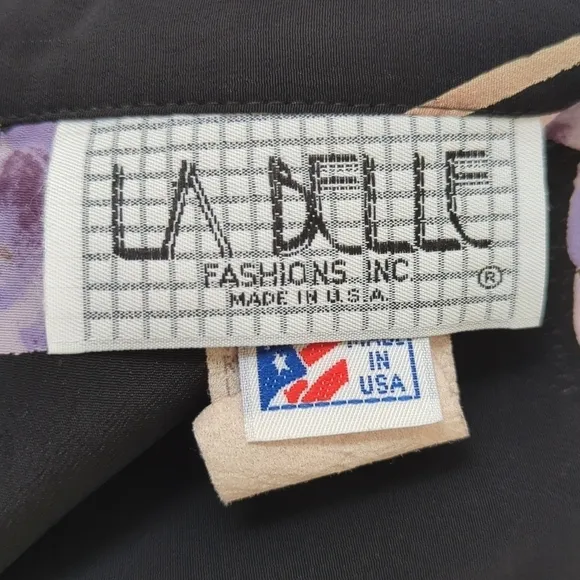 LA BELLE
FASHIONS INC.
MADE IN U.S.A. ®
MADE
IN
USA